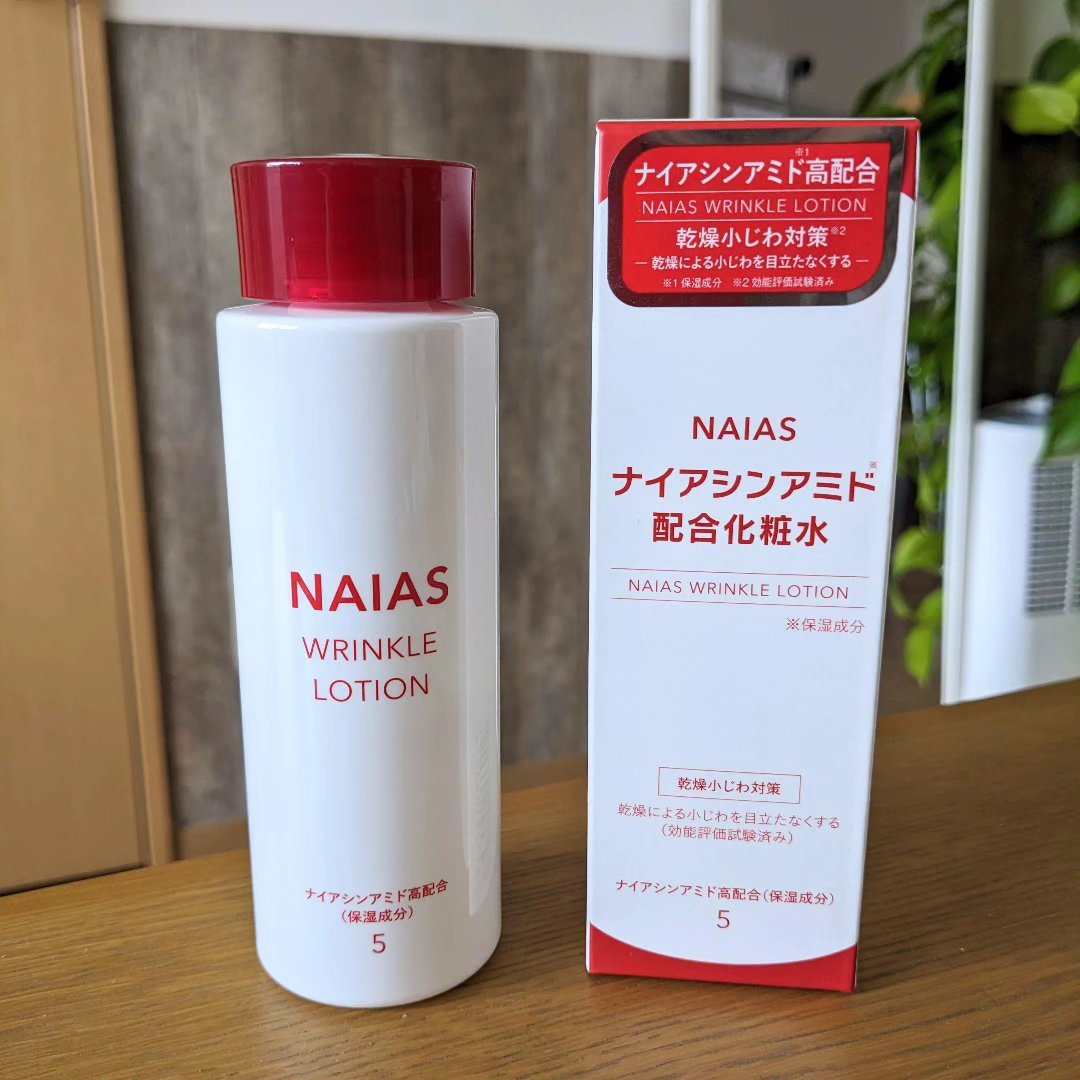 NAIAS
WRINKLE
LOTION
ナイアシンアミド高配合
(保湿成分)
5
ナイアシンアミド※1高配合
NAIAS WRINKLE LOTION
乾燥小じわ対策※2
― 乾燥による小じわを目立たなくする ―
※1 保湿成分 ※2 効能評価試験済み
NAIAS
ナイアシンアミド※
配合化粧水
NAIAS WRINKLE LOTION
※保湿成分
乾燥小じわ対策
乾燥による小じわを目立たなくする
(効能評価試験済み)
ナイアシンアミド高配合(保湿成分)
5